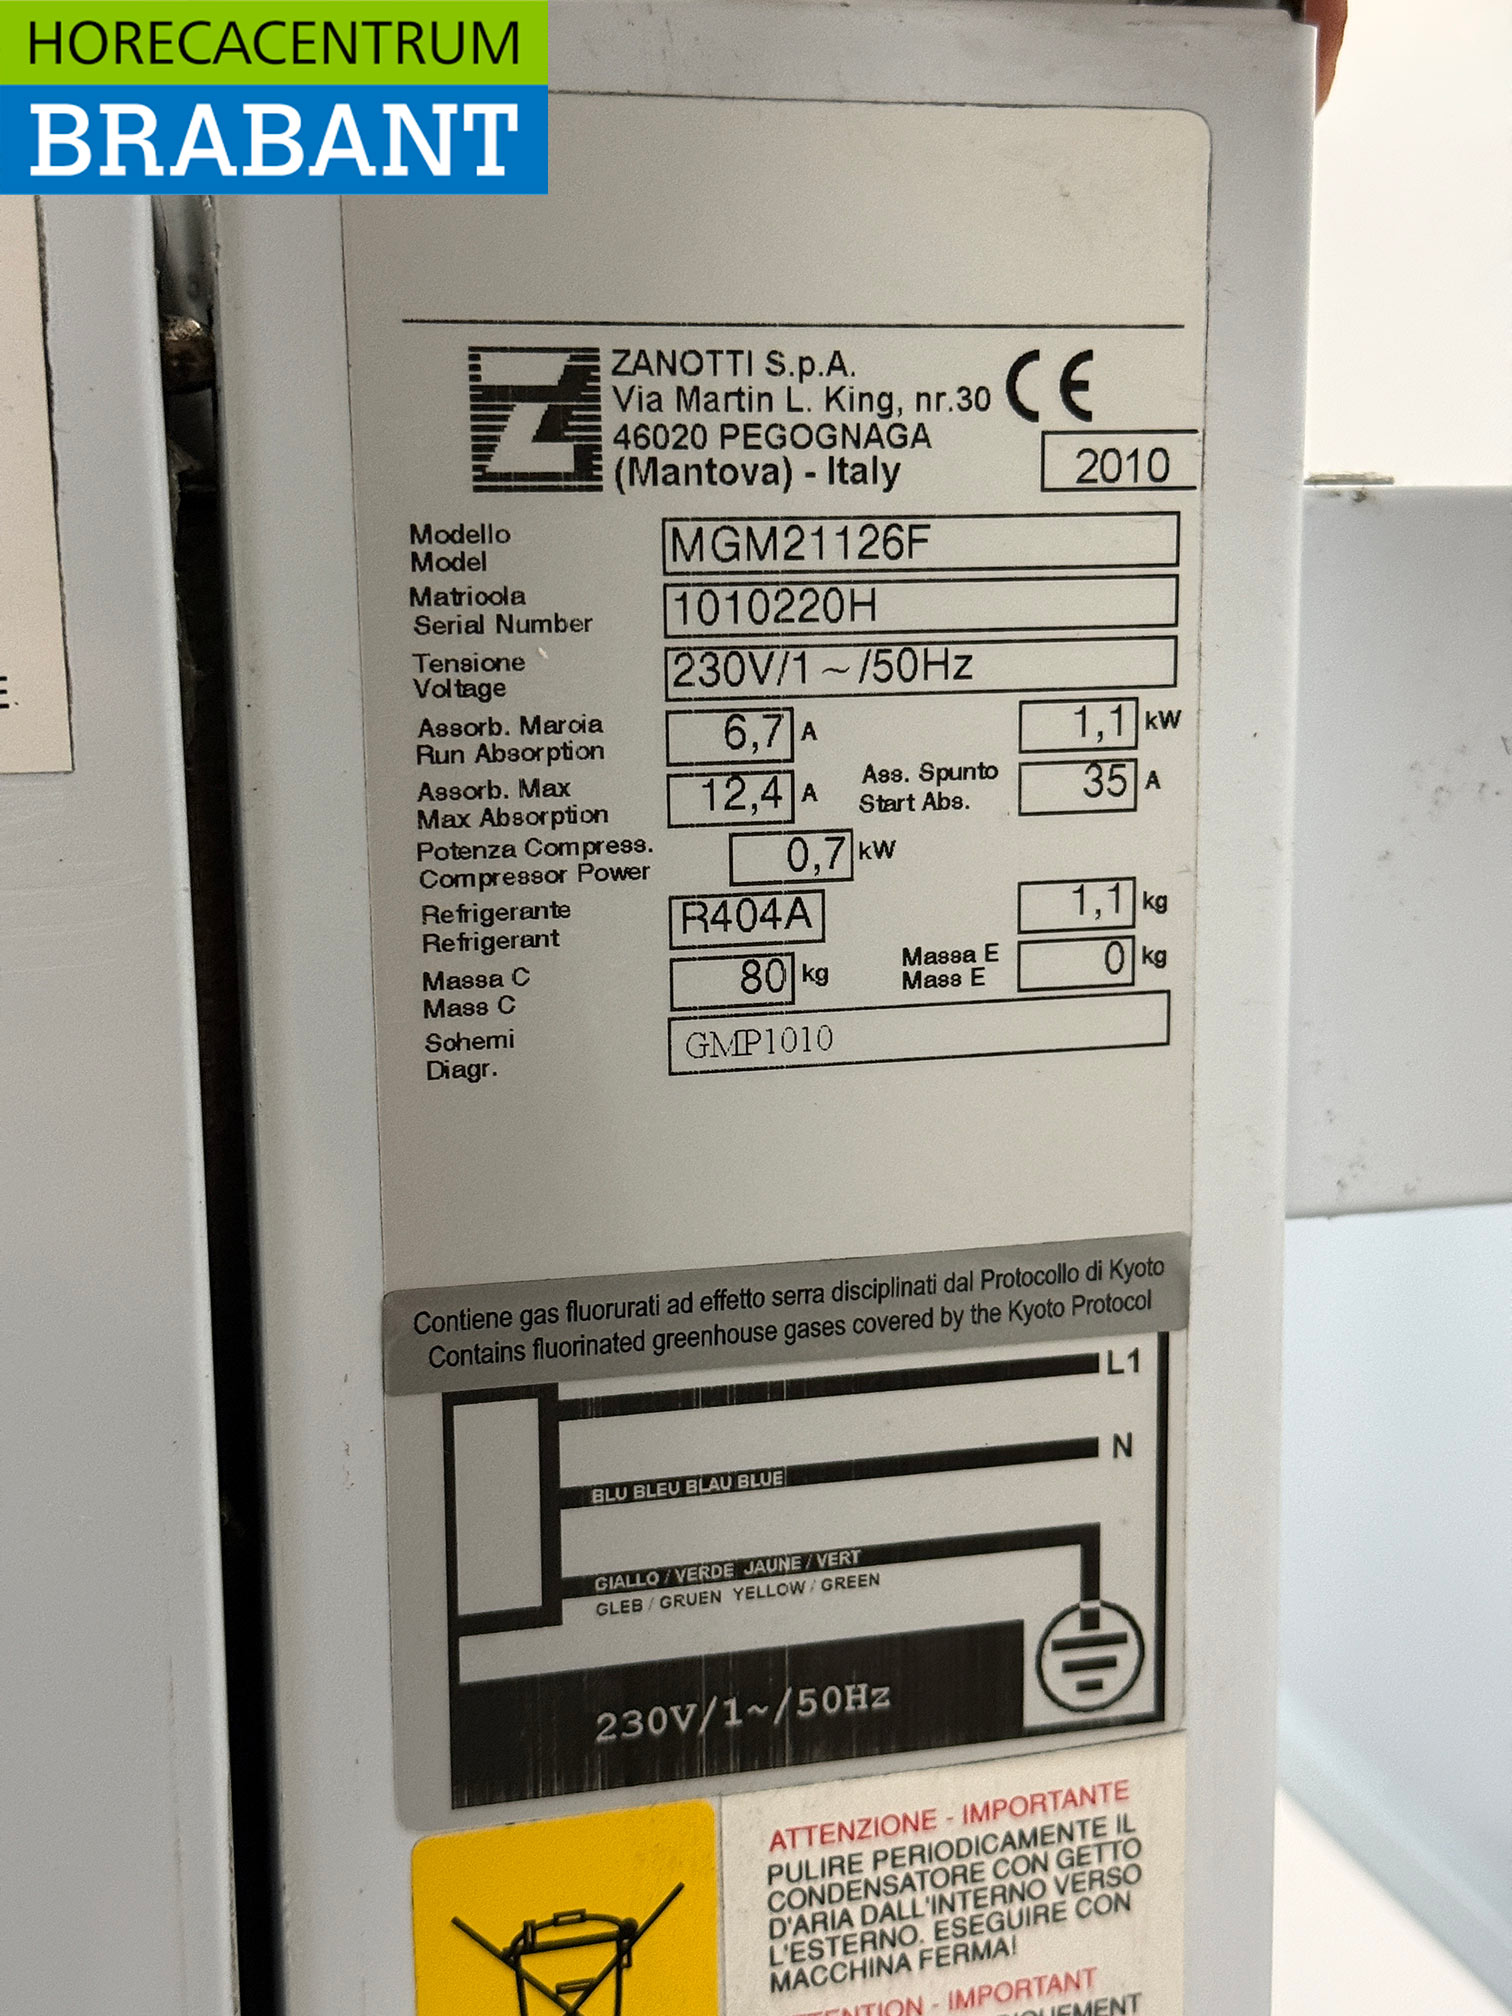 HORECACENTRUM
BRABANT
ZANOTTI S.p.A.
Via Martin L. King, nr.30
46020 PEGOGNAGA
(Mantova) - Italy
CE
2010
Modello
Model
MGM21126F
Matricola
Serial Number
1010220H
Tensione
Voltage
230V/1~/50Hz
Assorb. Marcia
Run Absorption
6,7 A
1,1 kW
Assorb. Max
Max Absorption
12,4 A
Ass. Spunto
Start Abs.
35 A
Potenza Compress.
Compressor Power
0,7 kW
Refrigerante
Refrigerant
R404A
1,1 kg
Massa C
Mass C
80 kg
Massa E
Mass E
0 kg
Schemi
Diagr.
GMP1010
Contiene gas fluorurati ad effetto serra disciplinati dal Protocollo di Kyoto
Contains fluorinated greenhouse gases covered by the Kyoto Protocol
L1
N
BLU BLEU BLAU BLUE
GIALLO / VERDE JAUNE / VERT
GLEB / GRUEN YELLOW / GREEN
230V/1~/50Hz
ATTENZIONE - IMPORTANTE
PULIRE PERIODICAMENTE IL
CONDENSATORE CON GETTO
D'ARIA DALL'INTERNO VERSO
L'ESTERNO. ESEGUIRE CON
MACCHINA FERMA!
IMPORTANT